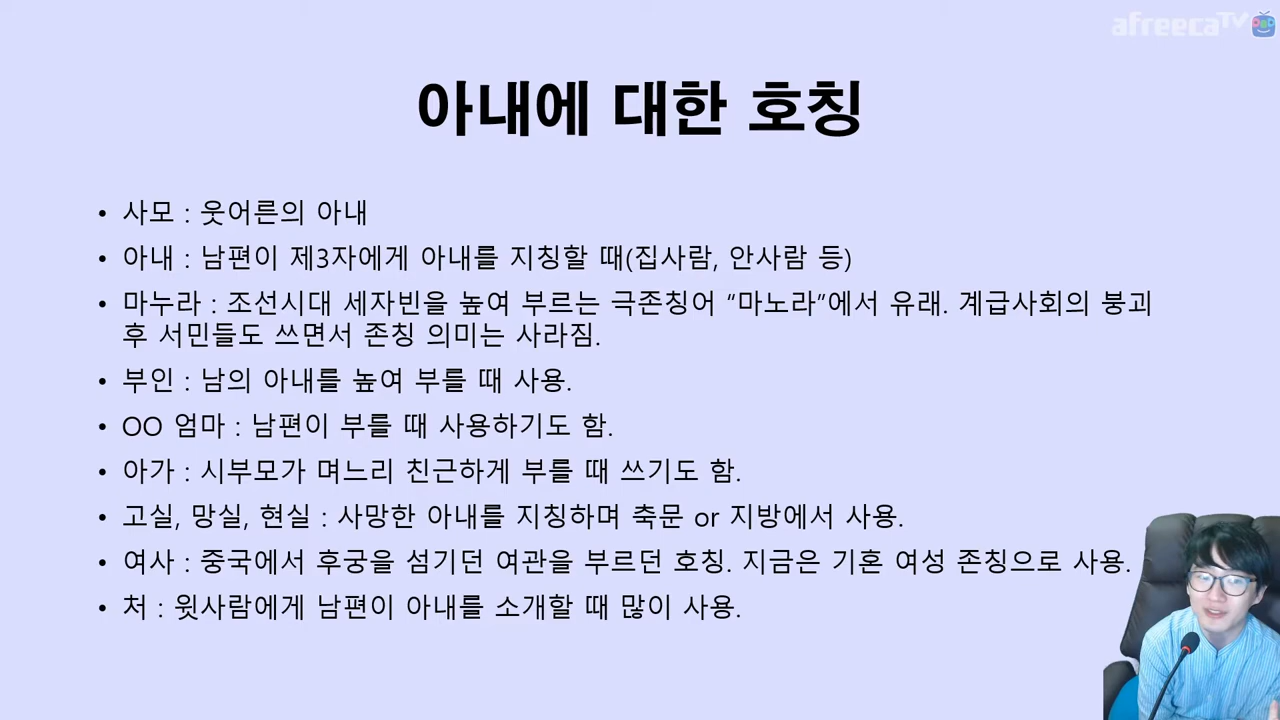 afreecaTV
아내에 대한 호칭
• 사모 : 웃어른의 아내
• 아내 : 남편이 제3자에게 아내를 지칭할 때(집사람, 안사람 등)
• 마누라 : 조선시대 세자빈을 높여 부르는 극존칭어 “마노라”에서 유래. 계급사회의 붕괴
후 서민들도 쓰면서 존칭 의미는 사라짐.
• 부인 : 남의 아내를 높여 부를 때 사용.
• OO 엄마 : 남편이 부를 때 사용하기도 함.
• 아가 : 시부모가 며느리 친근하게 부를 때 쓰기도 함.
• 고실, 망실, 현실 : 사망한 아내를 지칭하며 축문 or 지방에서 사용.
• 여사 : 중국에서 후궁을 섬기던 여관을 부르던 호칭. 지금은 기혼 여성 존칭으로 사용.
• 처 : 윗사람에게 남편이 아내를 소개할 때 많이 사용.